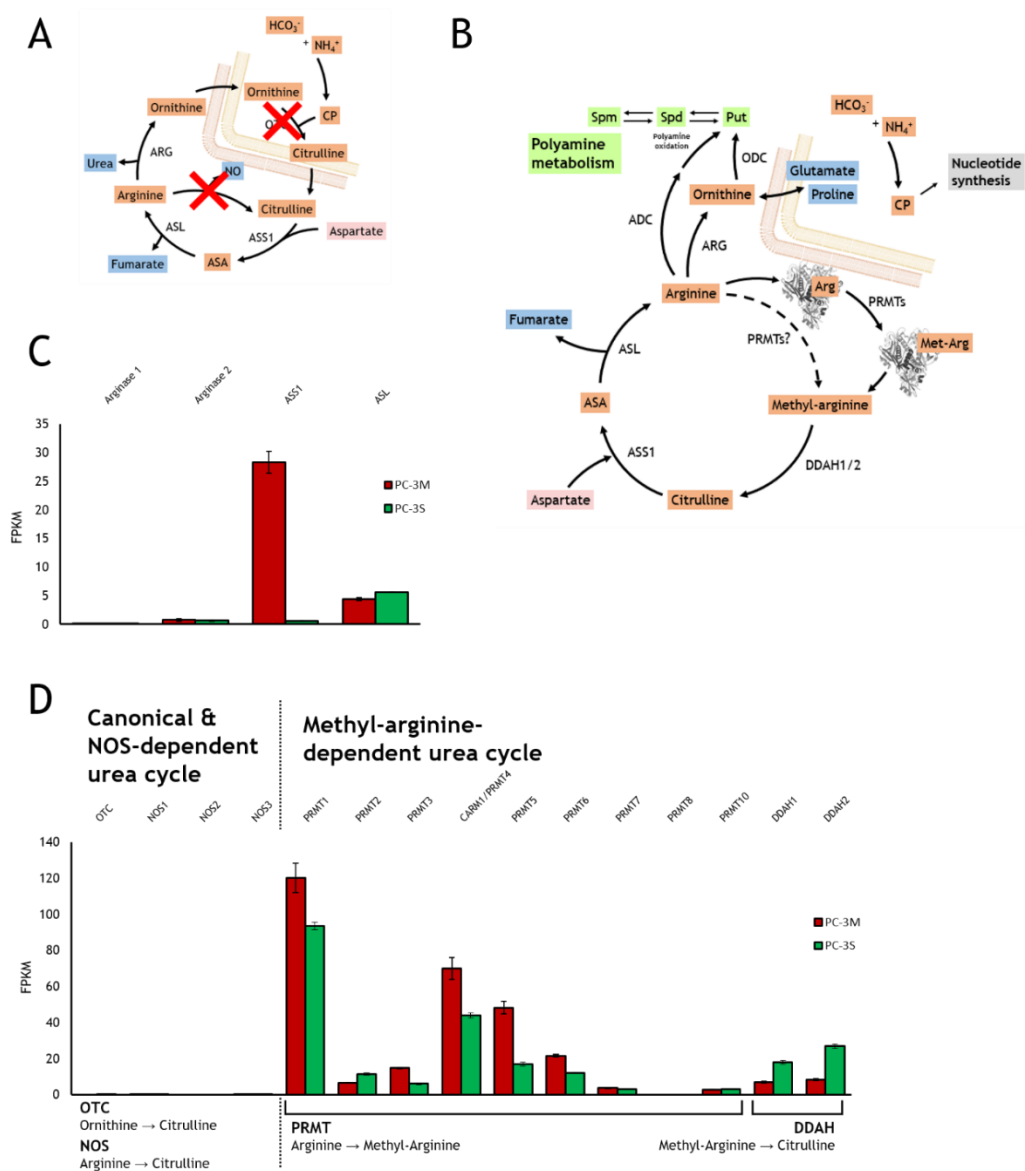 A
HCO3-
+ NH4+
Ornithine
Ornithine
CP
Citrulline
Urea
ARG
NO
Arginine
Citrulline
ASL
ASS1
Aspartate
Fumarate
ASA
B
Spm
Spd
Put
Polyamine
metabolism
Polyamine
oxidation
HCO3-
+ NH4+
ODC
Glutamate
Proline
Nucleotide
synthesis
Ornithine
CP
ADC
ARG
Arginine
Arg
PRMTs
Fumarate
ASL
PRMTs?
Met-Arg
ASA
Methyl-arginine
ASS1
DDAH1/2
Aspartate
Citrulline
C
Arginase 1
Arginase 2
ASS1
ASL
35
30
25
20
15
10
5
0
FPKM
PC-3M
PC-3S
D
Canonical &
NOS-dependent
urea cycle
Methyl-arginine-
dependent urea cycle
OTC
NOS1
NOS2
NOS3
PRMT1
PRMT2
PRMT3
CARM1/PRMT4
PRMT5
PRMT6
PRMT7
PRMT8
PRMT10
DDAH1
DDAH2
140
120
100
80
60
40
20
0
FPKM
PC-3M
PC-3S
OTC
Ornithine → Citrulline
NOS
Arginine → Citrulline
PRMT
Arginine → Methyl-Arginine
DDAH
Methyl-Arginine → Citrulline